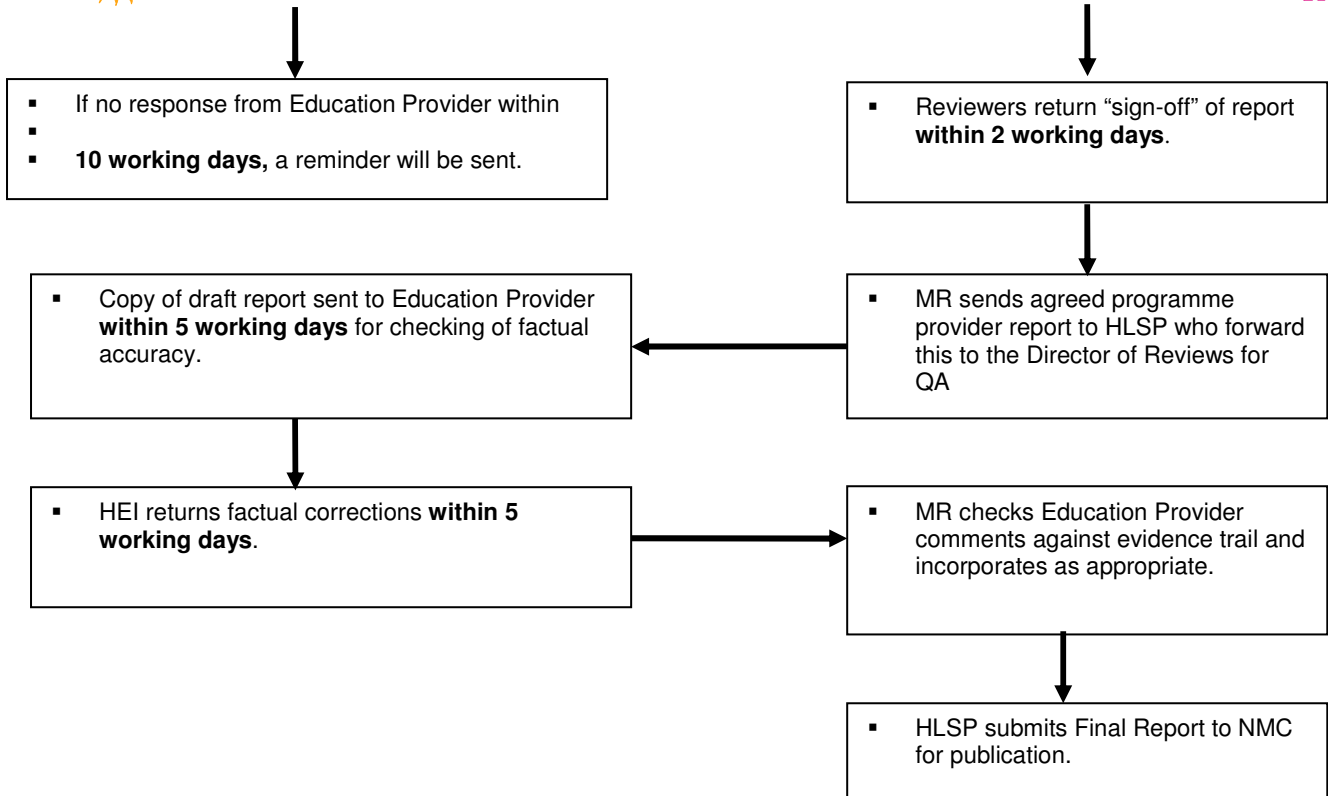 ▪ If no response from Education Provider within
▪
▪ 10 working days, a reminder will be sent.
▪ Reviewers return “sign-off” of report
within 2 working days.
▪ Copy of draft report sent to Education Provider
within 5 working days for checking of factual
accuracy.
▪ MR sends agreed programme
provider report to HLSP who forward
this to the Director of Reviews for
QA
▪ HEI returns factual corrections within 5
working days.
▪ MR checks Education Provider
comments against evidence trail and
incorporates as appropriate.
▪ HLSP submits Final Report to NMC
for publication.